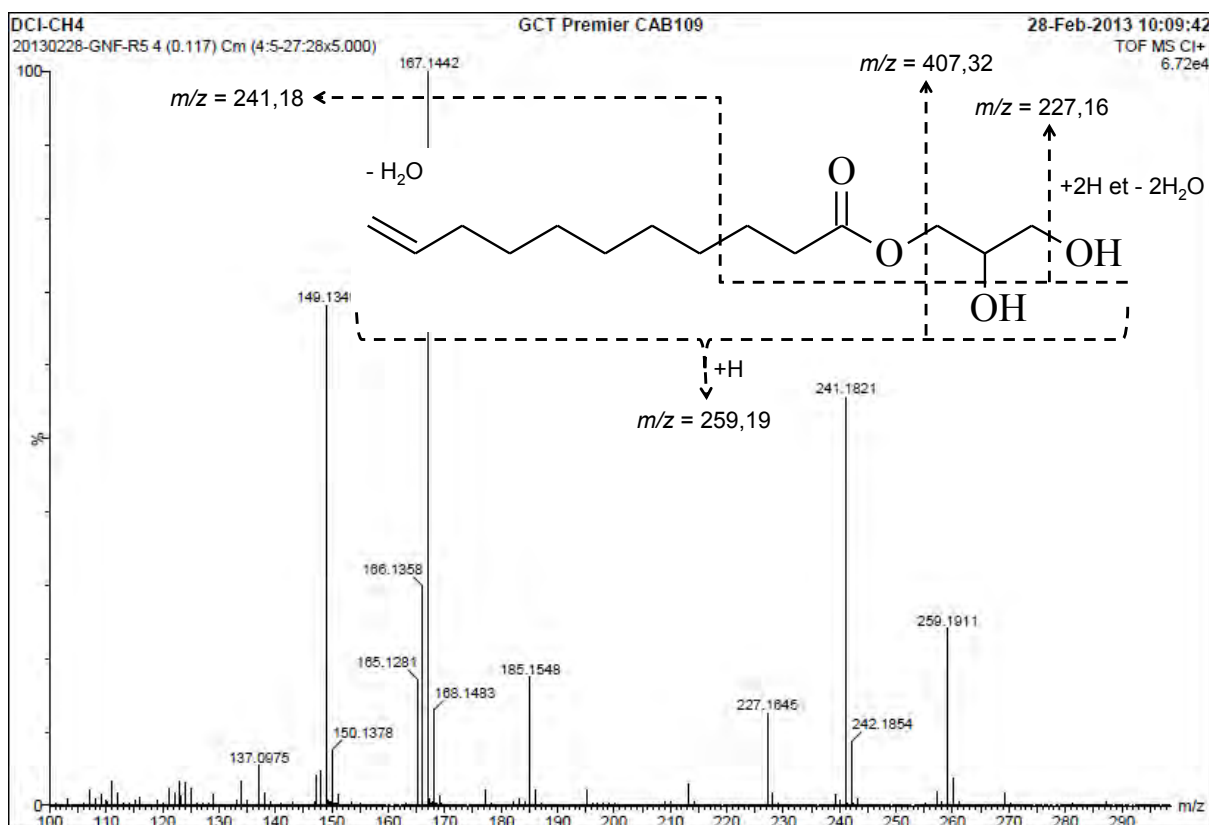 DCI-CH4 GCT Premier CAB109 28-Feb-2013 10:09:42
20130228-GNF-R5 4 (0.117) Cm (4:5-27:28x5.000) TOF MS CI+
6.72e4
100
167.1442
m/z = 407,32
m/z = 241,18
m/z = 227,16
- H2O
O
+2H et - 2H2O
O
OH
OH
149.134
+H
m/z = 259,19
241.1821
%
166.1358
259.1911
165.1281
185.1548
168.1483
227.1645
242.1854
150.1378
137.0975
0
m/z
100 110 120 130 140 150 160 170 180 190 200 210 220 230 240 250 260 270 280 290